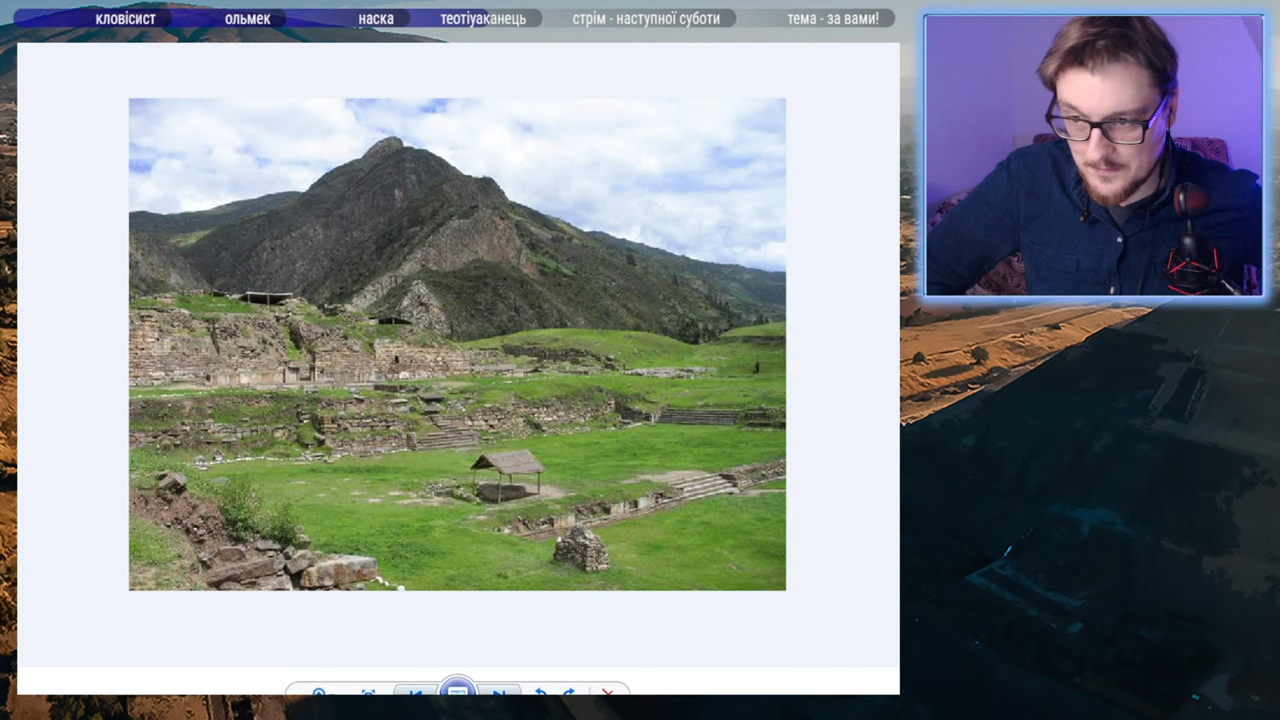 кловісист ольмек наска теотіуаканець стрім - наступної суботи тема - за вами!